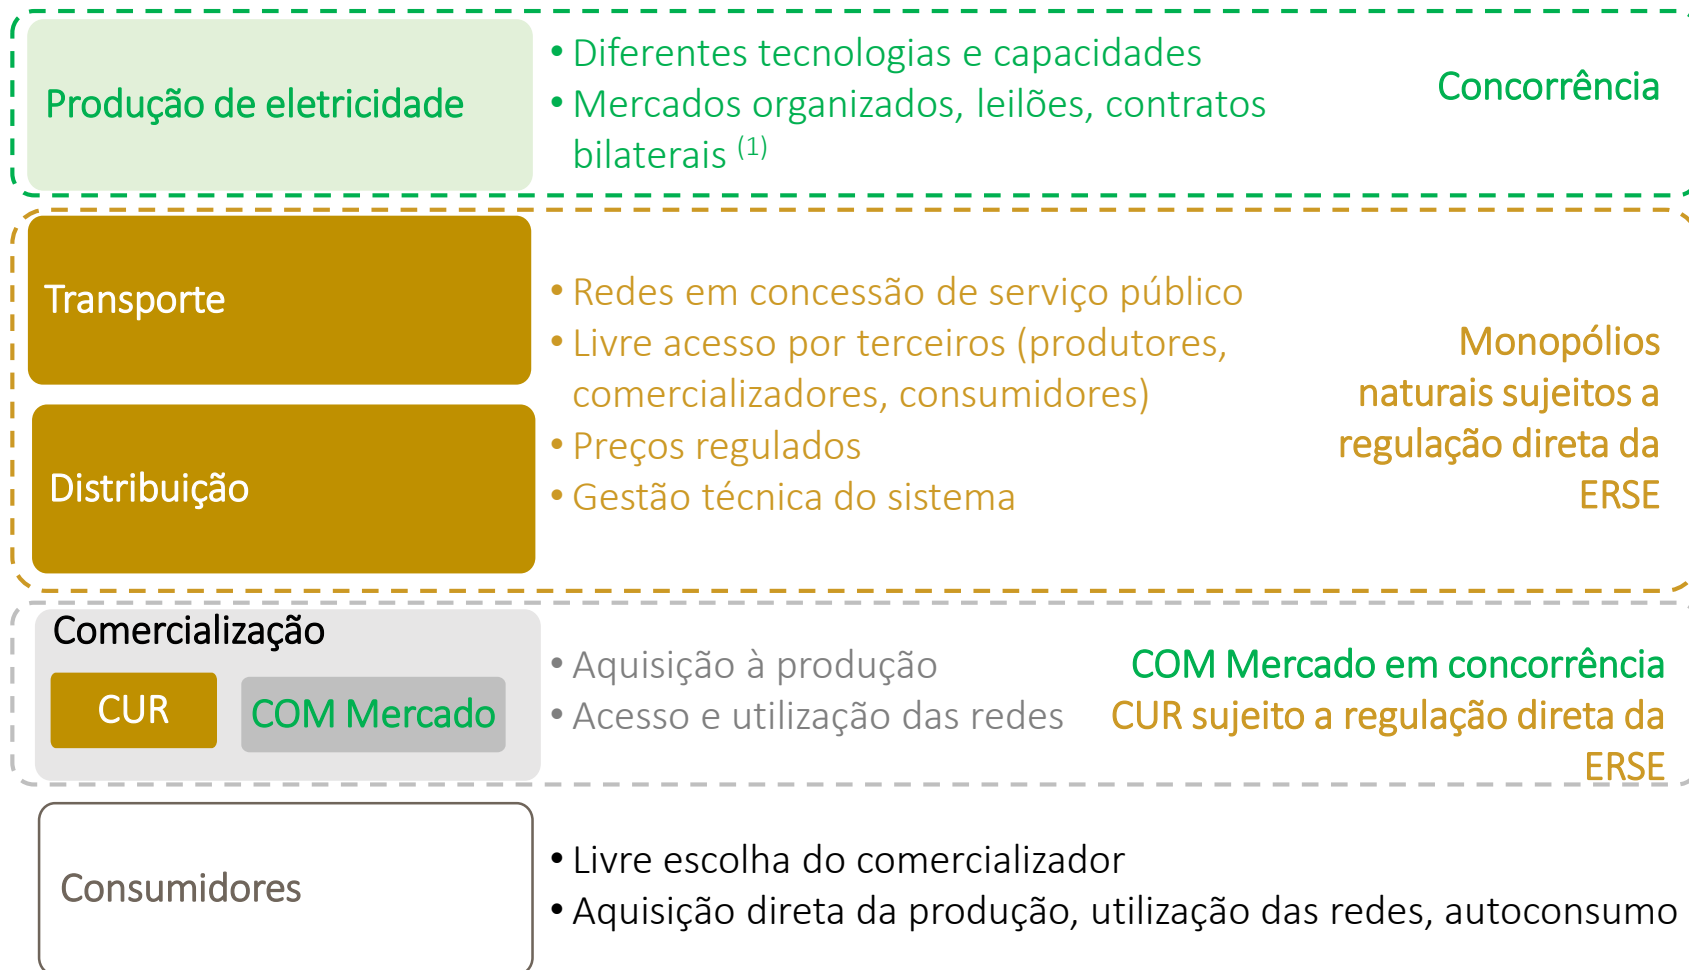 Produção de eletricidade
• Diferentes tecnologias e capacidades
• Mercados organizados, leilões, contratos
bilaterais (1)
Concorrência
Transporte
Distribuição
• Redes em concessão de serviço público
• Livre acesso por terceiros (produtores,
comercializadores, consumidores)
• Preços regulados
• Gestão técnica do sistema
Monopólios
naturais sujeitos a
regulação direta da
ERSE
Comercialização
CUR
COM Mercado
• Aquisição à produção
• Acesso e utilização das redes
COM Mercado em concorrência
CUR sujeito a regulação direta da
ERSE
Consumidores
• Livre escolha do comercializador
• Aquisição direta da produção, utilização das redes, autoconsumo